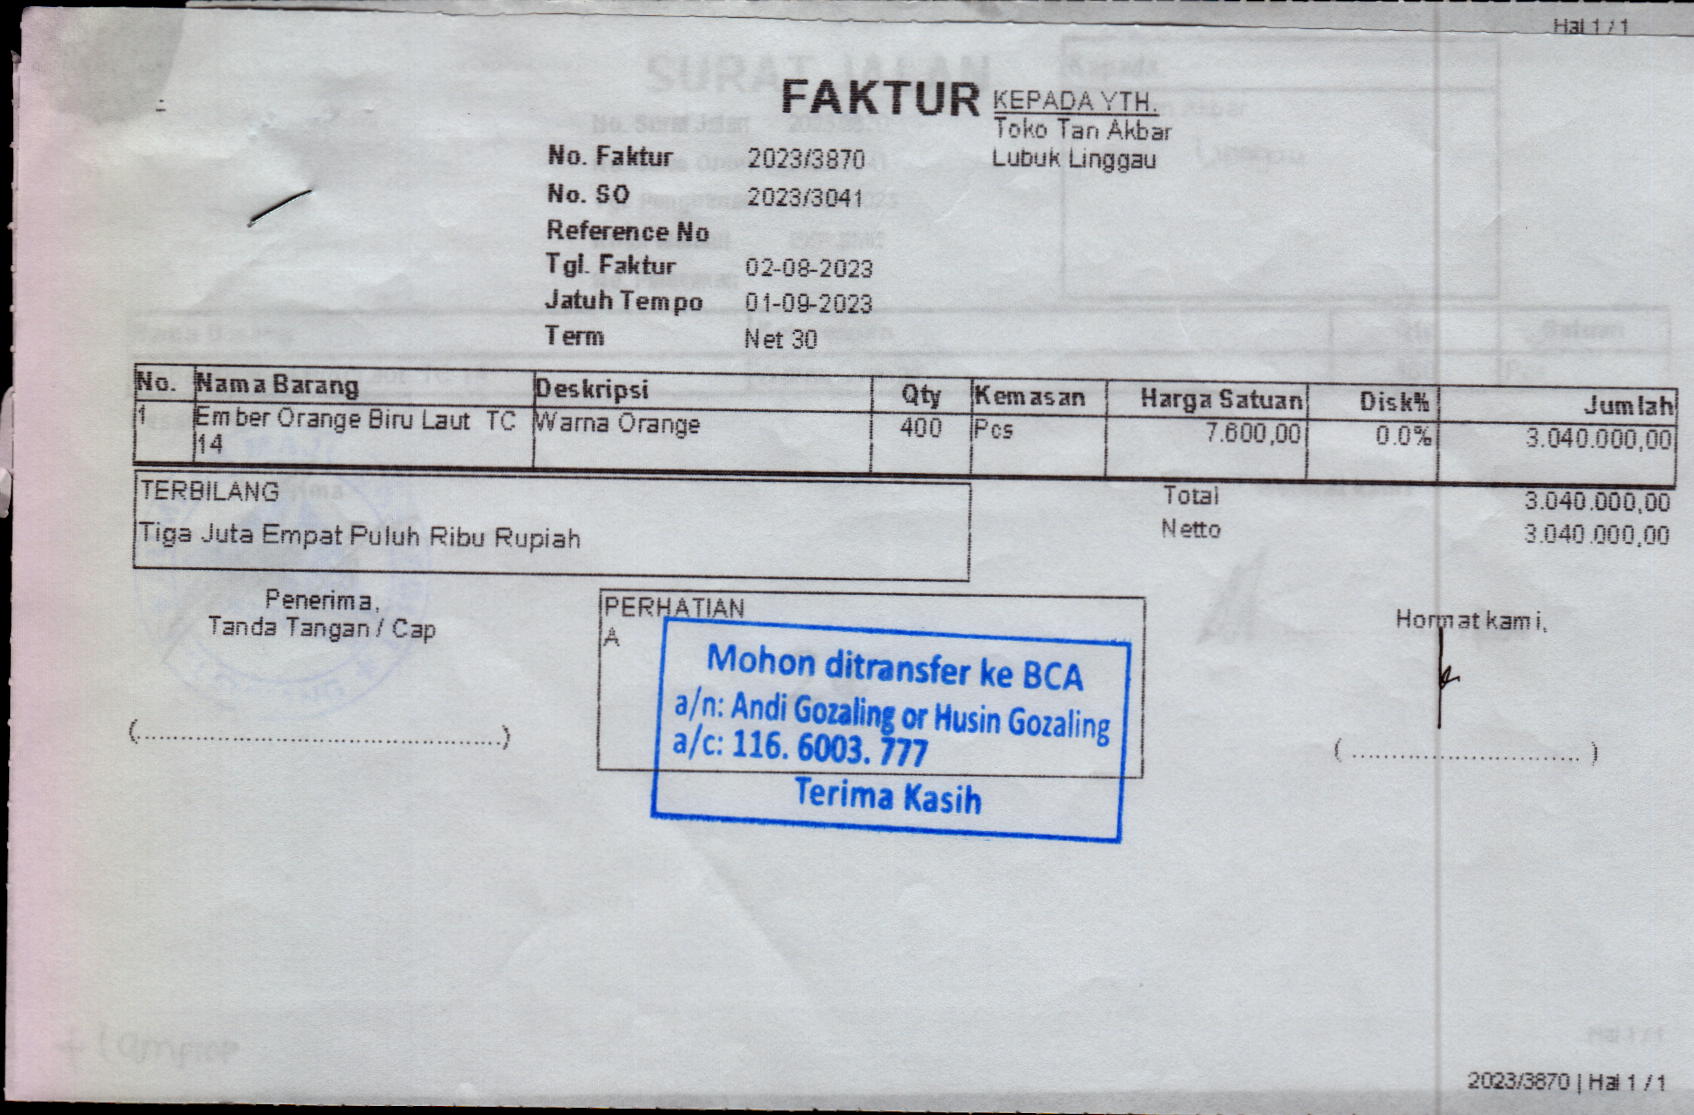 Hal 1 / 1
FAKTUR
KEPADA YTH.
Toko Tan Akbar
Lubuk Linggau
No. Faktur 2023/3870
No. SO 2023/3041
Reference No
Tgl. Faktur 02-08-2023
Jatuh Tempo 01-09-2023
Term Net 30
No. Nama Barang Deskripsi Qty Kemasan Harga Satuan Disk% Jumlah
1 Ember Orange Biru Laut TC Warna Orange 400 Pcs 7.600,00 0.0% 3.040.000,00
14
TERBILANG
Tiga Juta Empat Puluh Ribu Rupiah
Total 3.040.000,00
Netto 3.040.000,00
Penerima,
Tanda Tangan / Cap
(..................................................)
PERHATIAN
A
Mohon ditransfer ke BCA
a/n: Andi Gozaling or Husin Gozaling
a/c: 116. 6003. 777
Terima Kasih
Hormat kami,
( ............................... )
2023/3870 | Hal 1 / 1